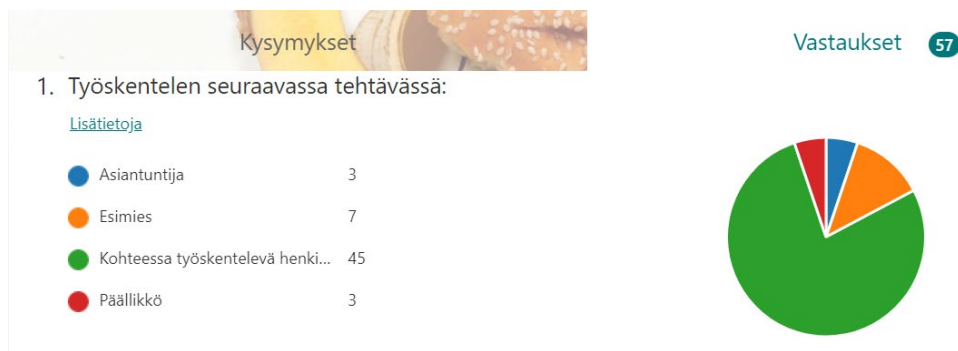 Kysymykset
Vastaukset 57
1. Työskentelen seuraavassa tehtävässä:
Lisätietoja
Asiantuntija 3
Esimies 7
Kohteessa työskentelevä henki... 45
Päällikkö 3